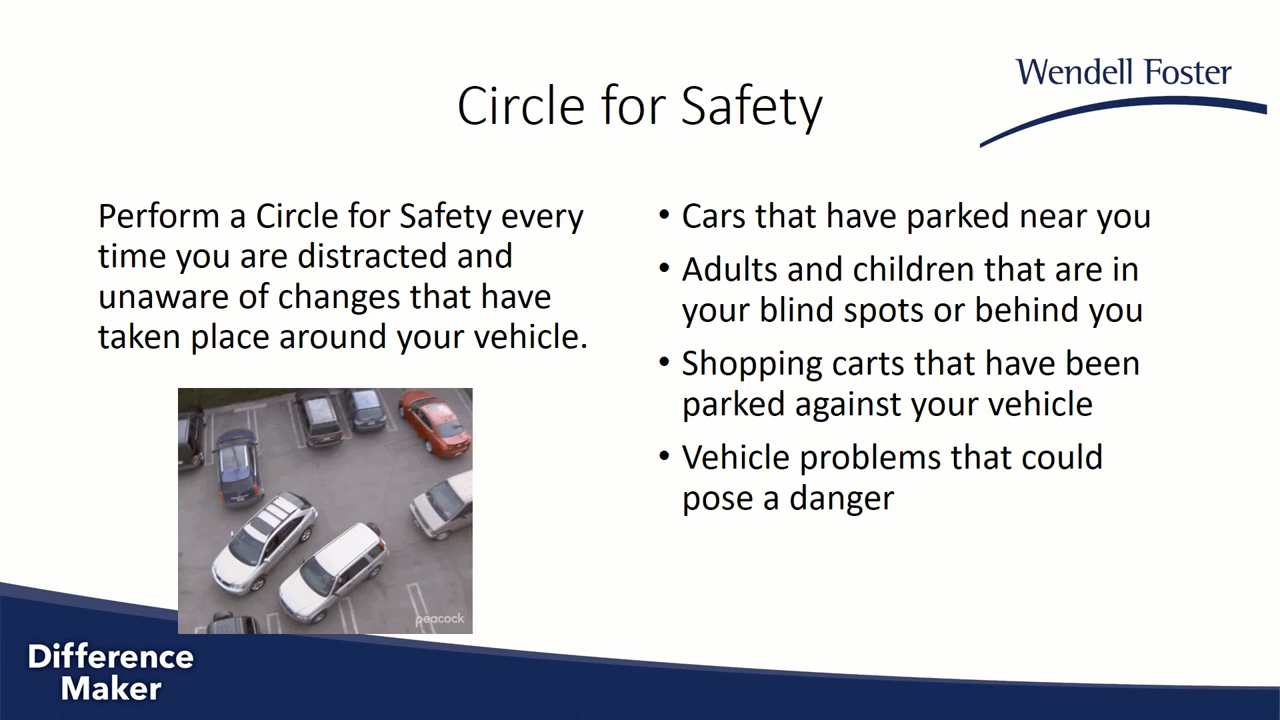 Wendell Foster
Circle for Safety
Perform a Circle for Safety every
time you are distracted and
unaware of changes that have
taken place around your vehicle.
• Cars that have parked near you
• Adults and children that are in
your blind spots or behind you
• Shopping carts that have been
parked against your vehicle
• Vehicle problems that could
pose a danger
peacock
Difference
Maker